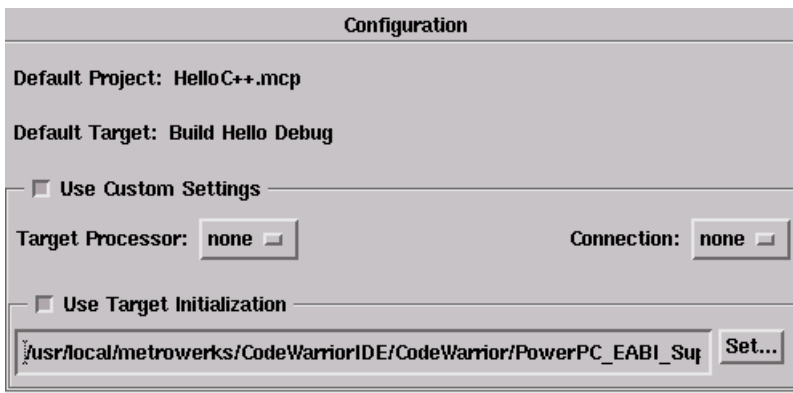 Configuration
Default Project: HelloC++.mcp
Default Target: Build Hello Debug
Use Custom Settings
Target Processor: none Connection: none
Use Target Initialization
/usr/local/metrowerks/CodeWarriorIDE/CodeWarrior/PowerPC_EABI_Sup Set...